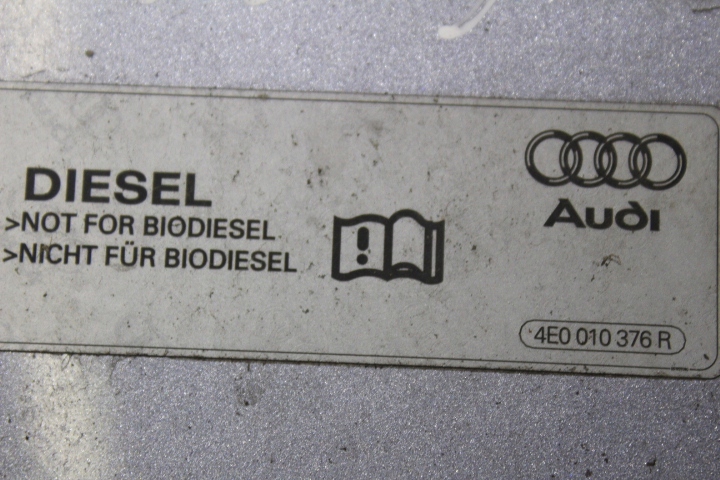 DIESEL
>NOT FOR BIODIESEL
>NICHT FÜR BIODIESEL
Audi
4E0 010 376 R